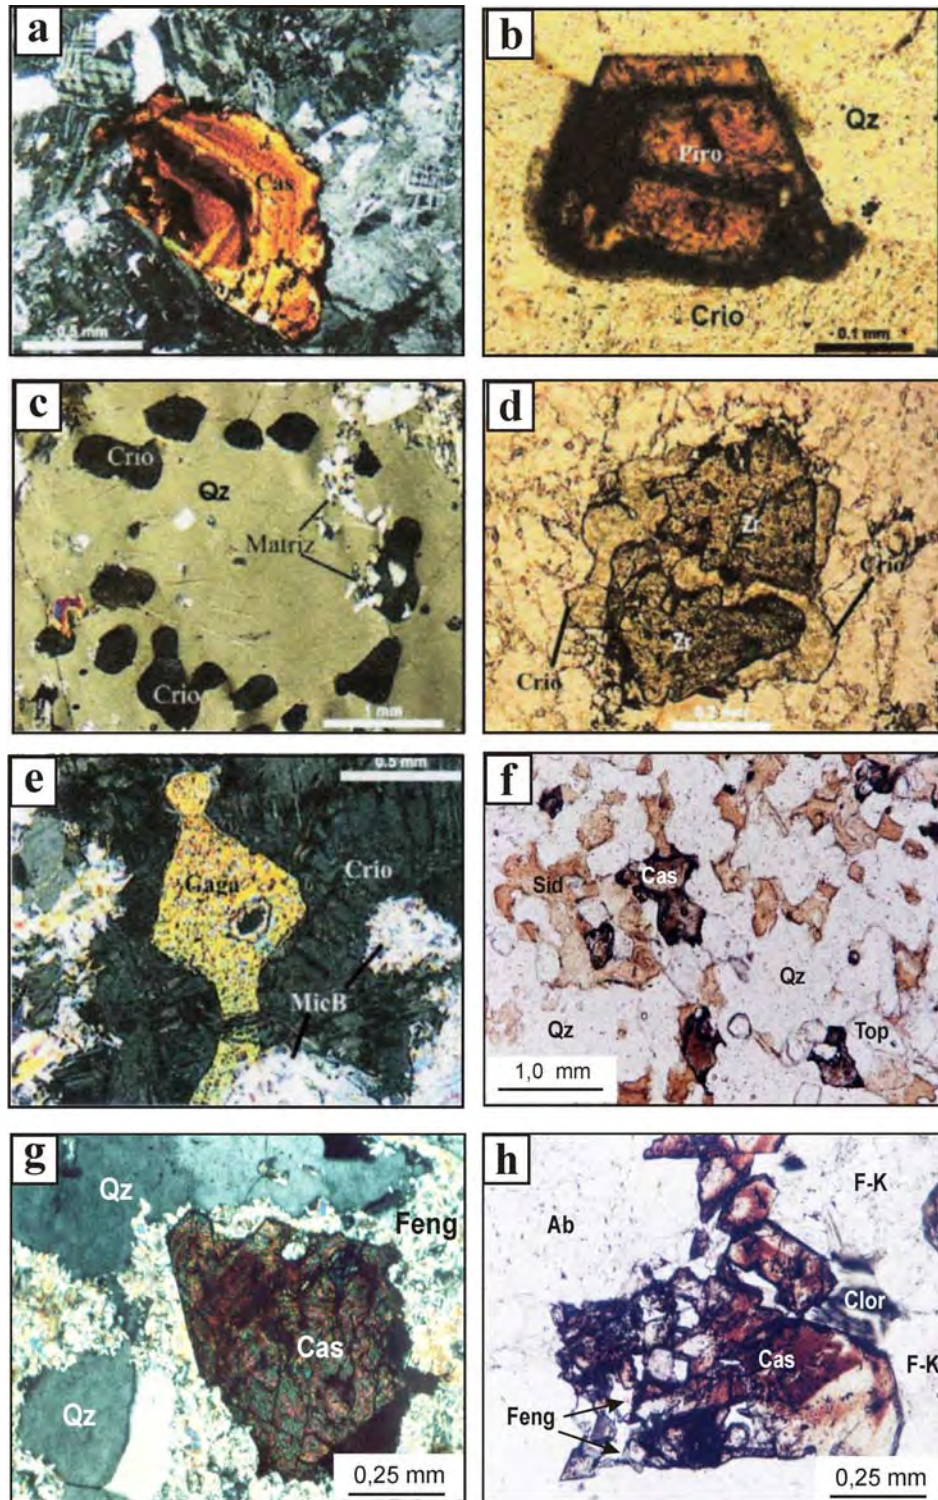 a
Cas
0.5 mm
b
Qz
Piro
Crio
0.1 mm
c
Crio
Qz
Matriz
Crio
1 mm
d
Zr
Crio
Zr
Crio
e
0.5 mm
Gaga
Crio
MicB
f
Sid
Cas
Qz
Qz
Top
1,0 mm
g
Qz
Feng
Cas
Qz
0,25 mm
h
F-K
Ab
Clor
Cas
F-K
Feng
0,25 mm